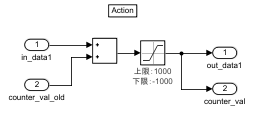 Action
1
in_data1
2
counter_val_old
+
+
上限:1000
下限:-1000
1
out_data1
2
counter_val